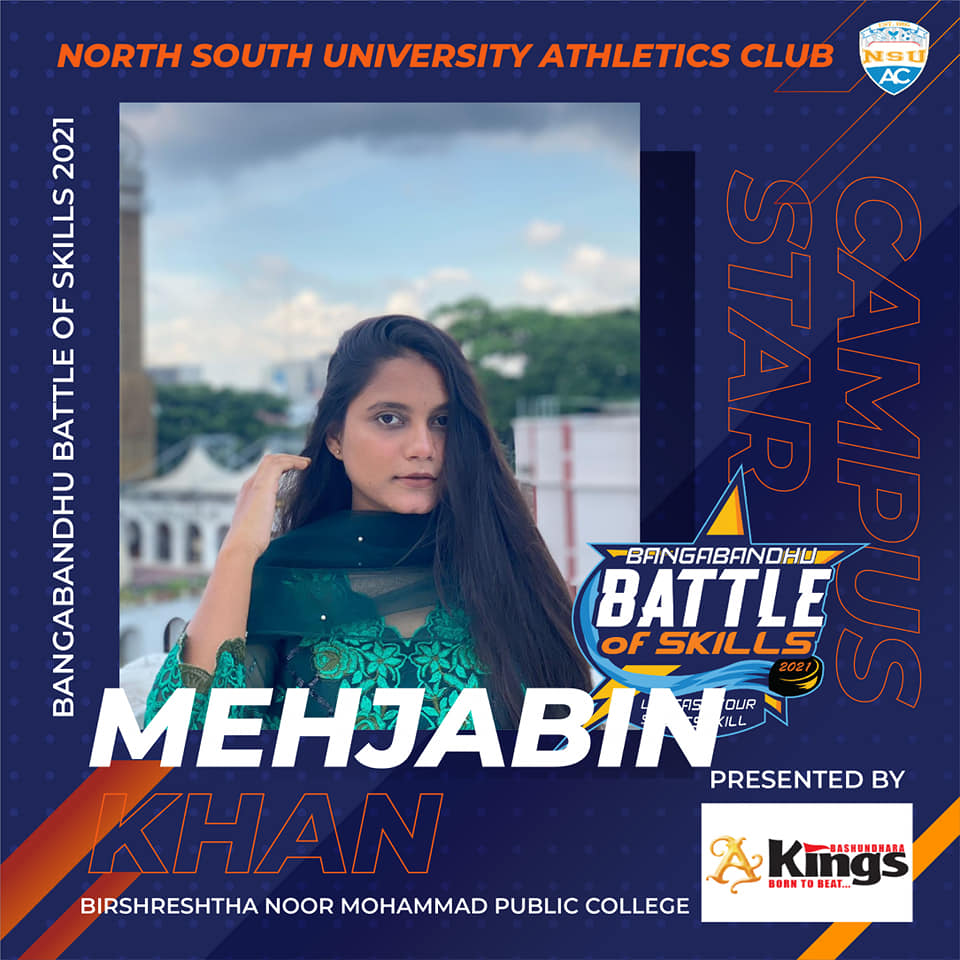 NORTH SOUTH UNIVERSITY ATHLETICS CLUB
NSU
AC
BANGABANDHU BATTLE OF SKILLS 2021
CAMPUS
STAR
BANGABANDHU
BATTLE
OF SKILLS
2021
MEHJABIN
KHAN
BIRSHRESHTHA NOOR MOHAMMAD PUBLIC COLLEGE
PRESENTED BY
A
BASHUNDHARA
Kings
BORN TO BEAT...